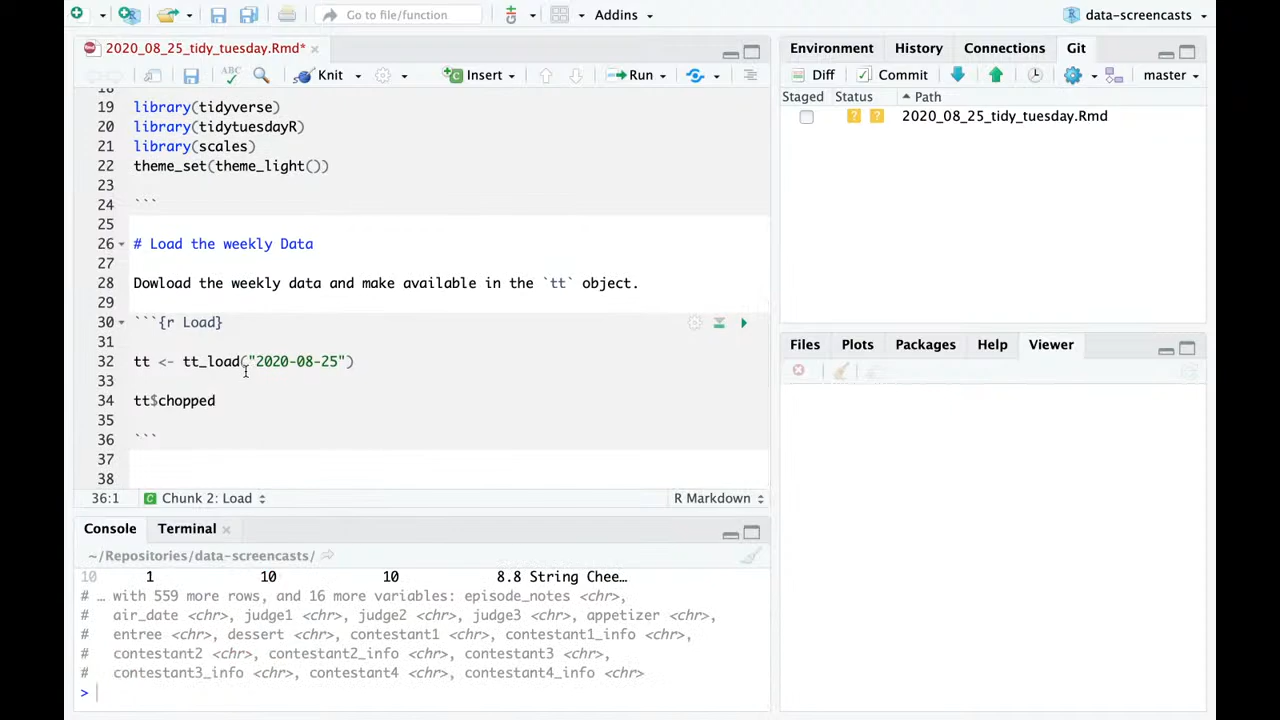 Go to file/function
Addins
data-screencasts
2020_08_25_tidy_tuesday.Rmd*
ABC
Knit
Insert
Run
19 library(tidyverse)
20 library(tidytuesdayR)
21 library(scales)
22 theme_set(theme_light())
23
24 ```
25
26 # Load the weekly Data
27
28 Dowload the weekly data and make available in the `tt` object.
29
30 ```{r Load}
31
32 tt <- tt_load("2020-08-25")
33
34 tt$chopped
35
36 ```
37
38
36:1 Chunk 2: Load R Markdown
Console Terminal
~/Repositories/data-screencasts/
10 1 10 10 8.8 String Chee…
# … with 559 more rows, and 16 more variables: episode_notes <chr>,
# air_date <chr>, judge1 <chr>, judge2 <chr>, judge3 <chr>, appetizer <chr>,
# entree <chr>, dessert <chr>, contestant1 <chr>, contestant1_info <chr>,
# contestant2 <chr>, contestant2_info <chr>, contestant3 <chr>,
# contestant3_info <chr>, contestant4 <chr>, contestant4_info <chr>
>
Environment History Connections Git
Diff Commit master
Staged Status Path
? ? 2020_08_25_tidy_tuesday.Rmd
Files Plots Packages Help Viewer